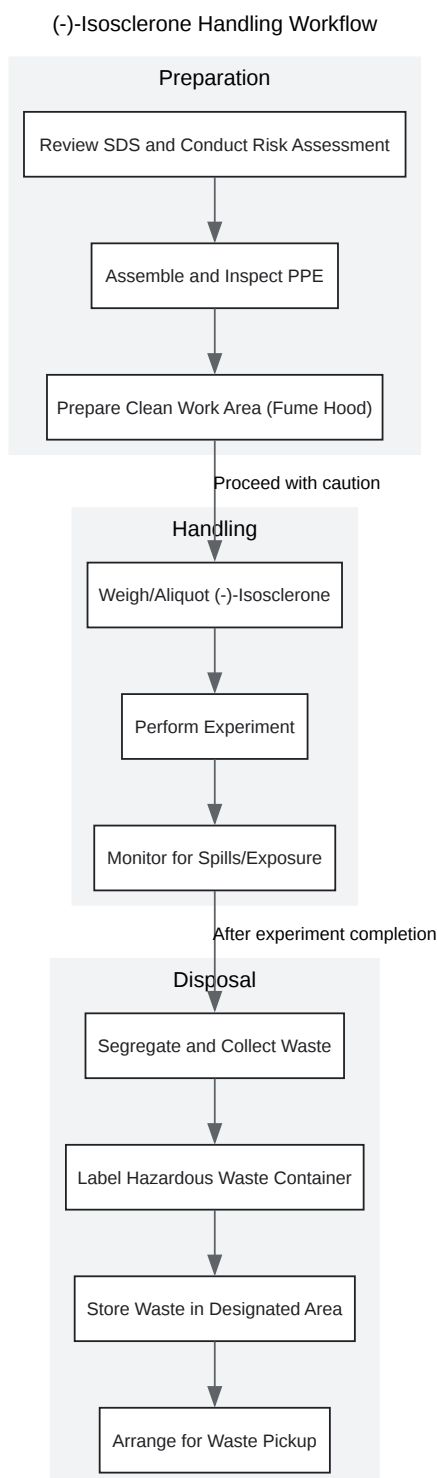 (-)-Isosclerone Handling Workflow
Preparation
Review SDS and Conduct Risk Assessment
Assemble and Inspect PPE
Prepare Clean Work Area (Fume Hood)
Proceed with caution
Handling
Weigh/Aliquot (-)-Isosclerone
Perform Experiment
Monitor for Spills/Exposure
After experiment completion
Disposal
Segregate and Collect Waste
Label Hazardous Waste Container
Store Waste in Designated Area
Arrange for Waste Pickup